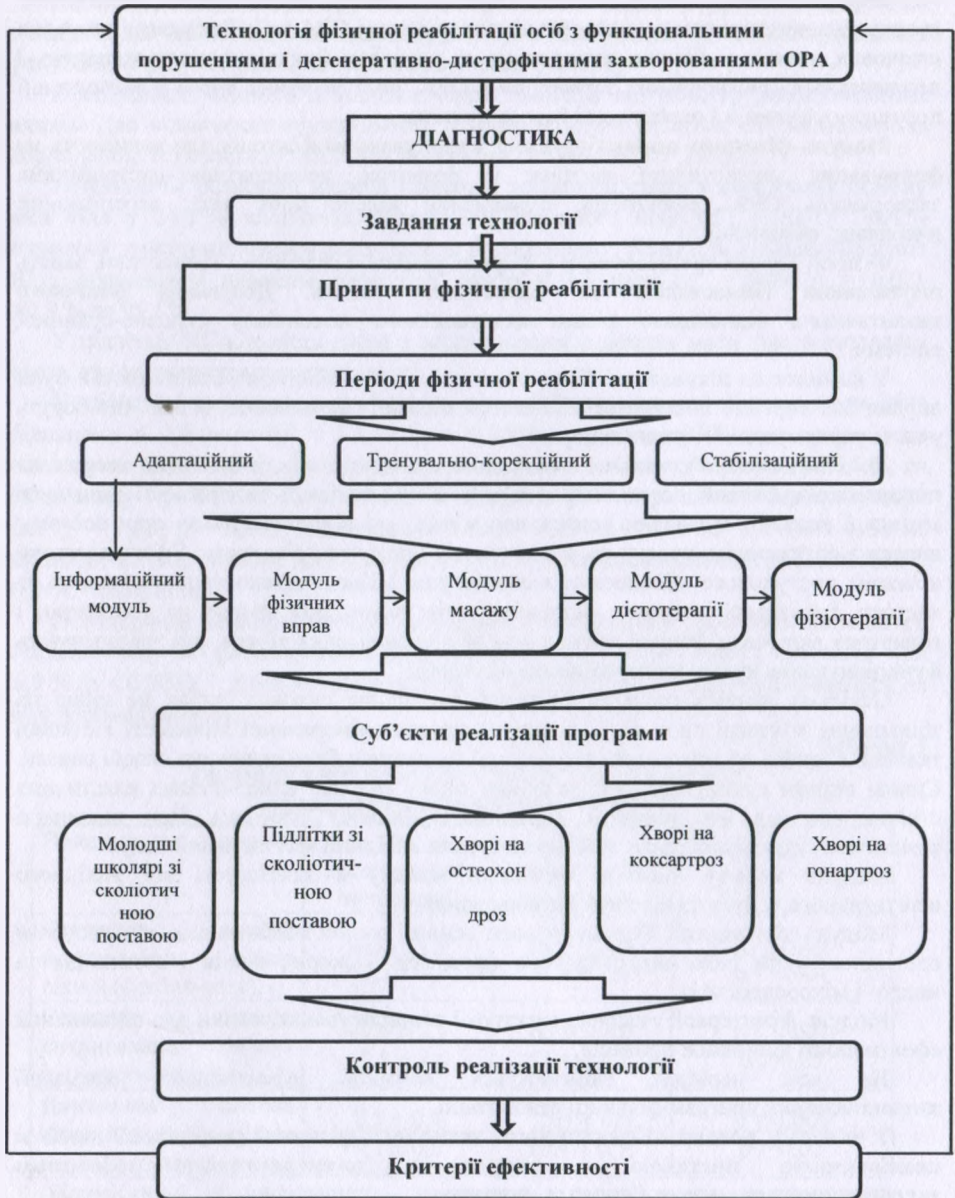 Технологія фізичної реабілітації осіб з функціональними
порушеннями і дегенеративно-дистрофічними захворюваннями ОРА
ДІАГНОСТИКА
Завдання технології
Принципи фізичної реабілітації
Періоди фізичної реабілітації
Адаптаційний
Тренувально-корекційний
Стабілізаційний
Інформаційний
модуль
Модуль
фізичних
вправ
Модуль
масажу
Модуль
дієтотерапії
Модуль
фізіотерапії
Суб’єкти реалізації програми
Молодші
школярі зі
сколіотич
ною
поставою
Підлітки зі
сколіотич-
ною
поставою
Хворі на
остеохон
дроз
Хворі на
коксартроз
Хворі на
гонартроз
Контроль реалізації технології
Критерії ефективності